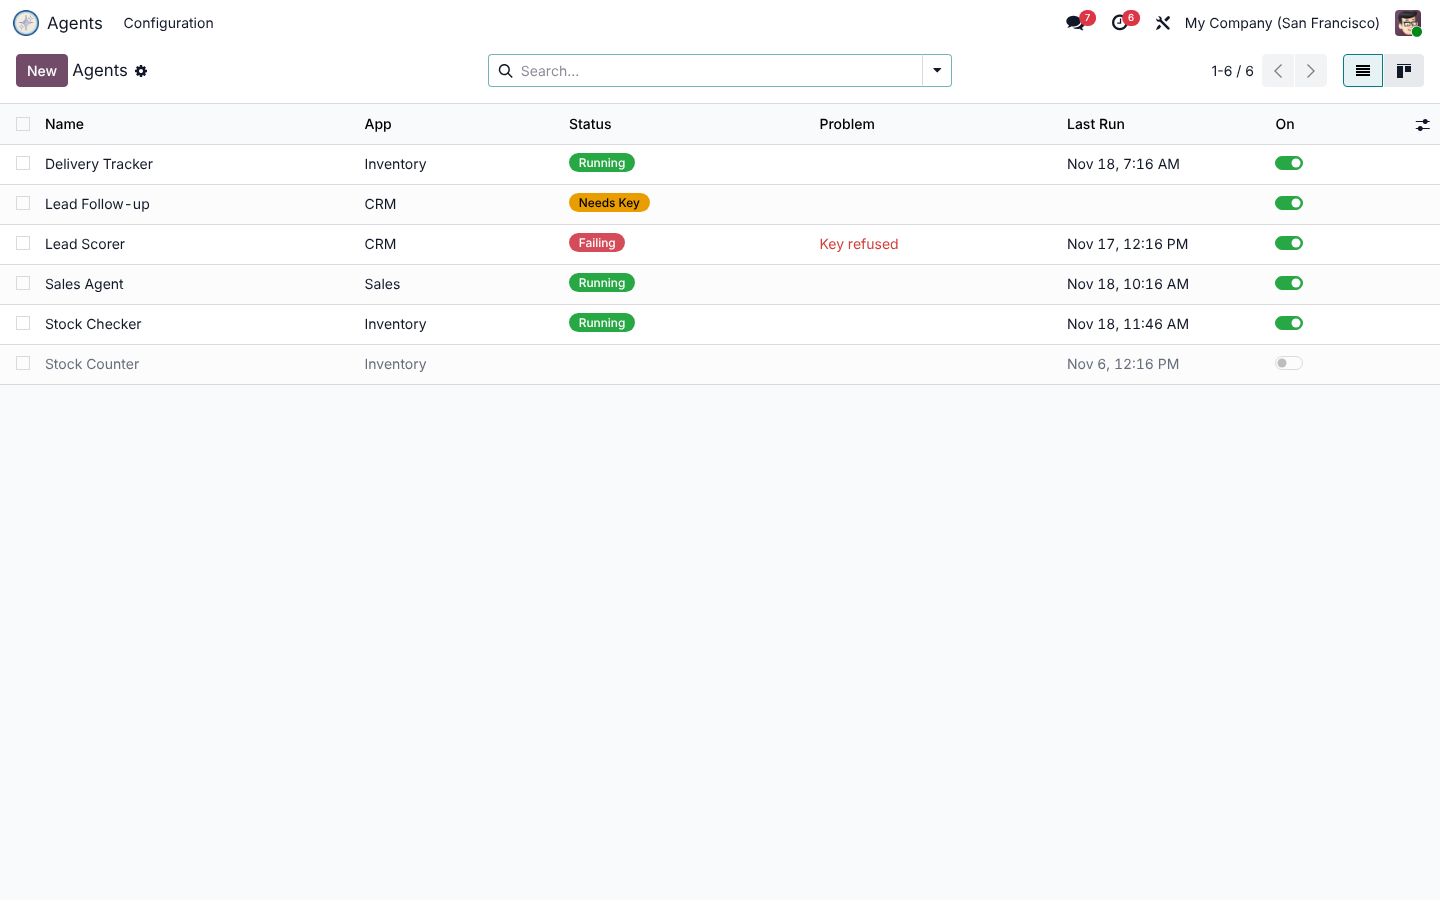 Agents Configuration 7 6 My Company (San Francisco)
New Agents Search... 1-6 / 6
Name App Status Problem Last Run On
Delivery Tracker Inventory Running Nov 18, 7:16 AM
Lead Follow-up CRM Needs Key
Lead Scorer CRM Failing Key refused Nov 17, 12:16 PM
Sales Agent Sales Running Nov 18, 10:16 AM
Stock Checker Inventory Running Nov 18, 11:46 AM
Stock Counter Inventory Nov 6, 12:16 PM